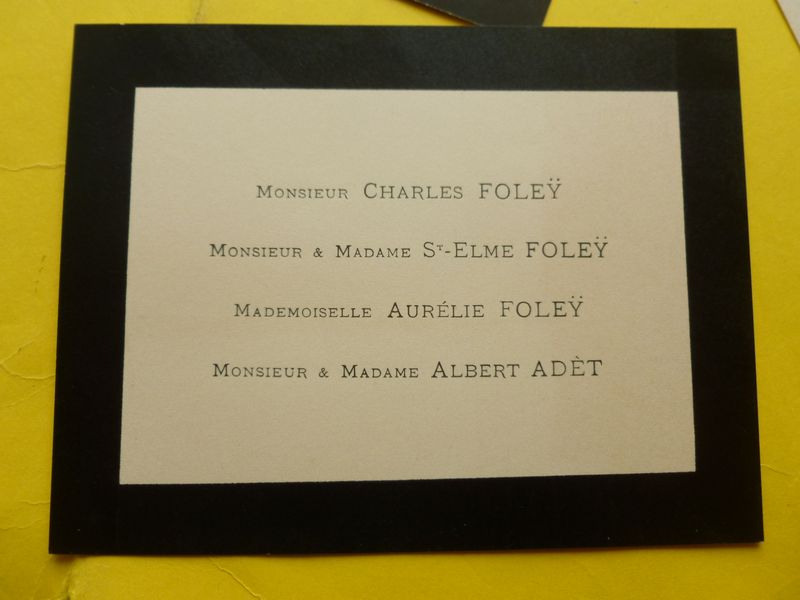 Monsieur Charles FOLEŸ
Monsieur & Madame Sᵀ-Elme FOLEŸ
Mademoiselle Aurélie FOLEŸ
Monsieur & Madame Albert ADÈT